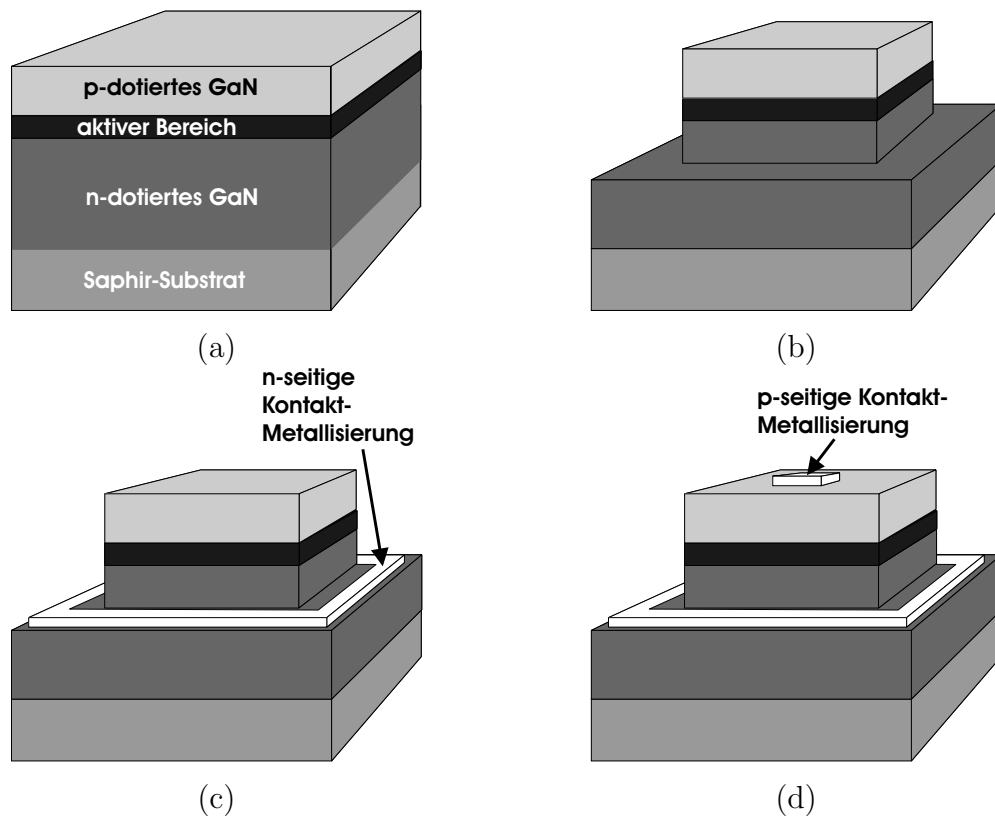 p-dotiertes GaN
aktiver Bereich
n-dotiertes GaN
Saphir-Substrat
(a)
(b)
n-seitige
Kontakt-
Metallisierung
(c)
p-seitige Kontakt-
Metallisierung
(d)